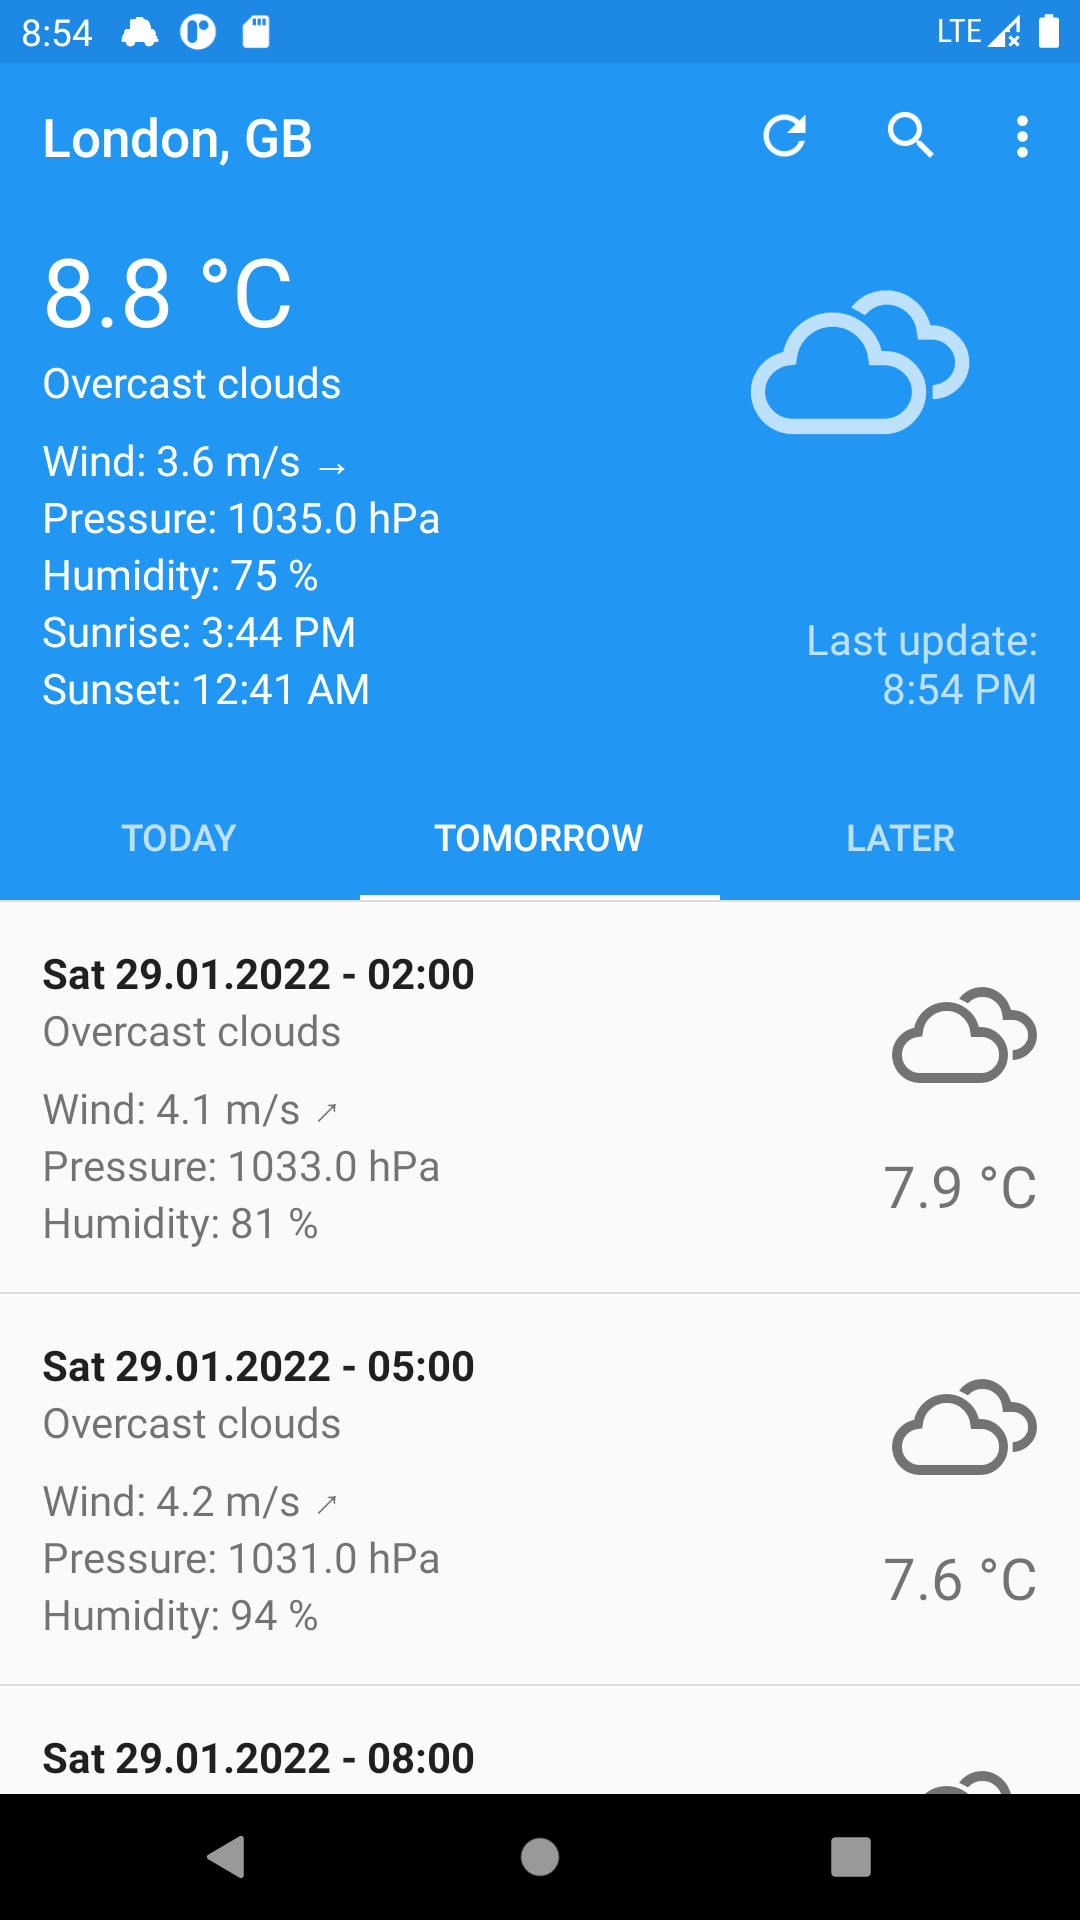 8:54
LTE
London, GB
8.8 °C
Overcast clouds
Wind: 3.6 m/s →
Pressure: 1035.0 hPa
Humidity: 75 %
Sunrise: 3:44 PM
Sunset: 12:41 AM
Last update:
8:54 PM
TODAY
TOMORROW
LATER
Sat 29.01.2022 - 02:00
Overcast clouds
Wind: 4.1 m/s ↗
Pressure: 1033.0 hPa
Humidity: 81 %
7.9 °C
Sat 29.01.2022 - 05:00
Overcast clouds
Wind: 4.2 m/s ↗
Pressure: 1031.0 hPa
Humidity: 94 %
7.6 °C
Sat 29.01.2022 - 08:00